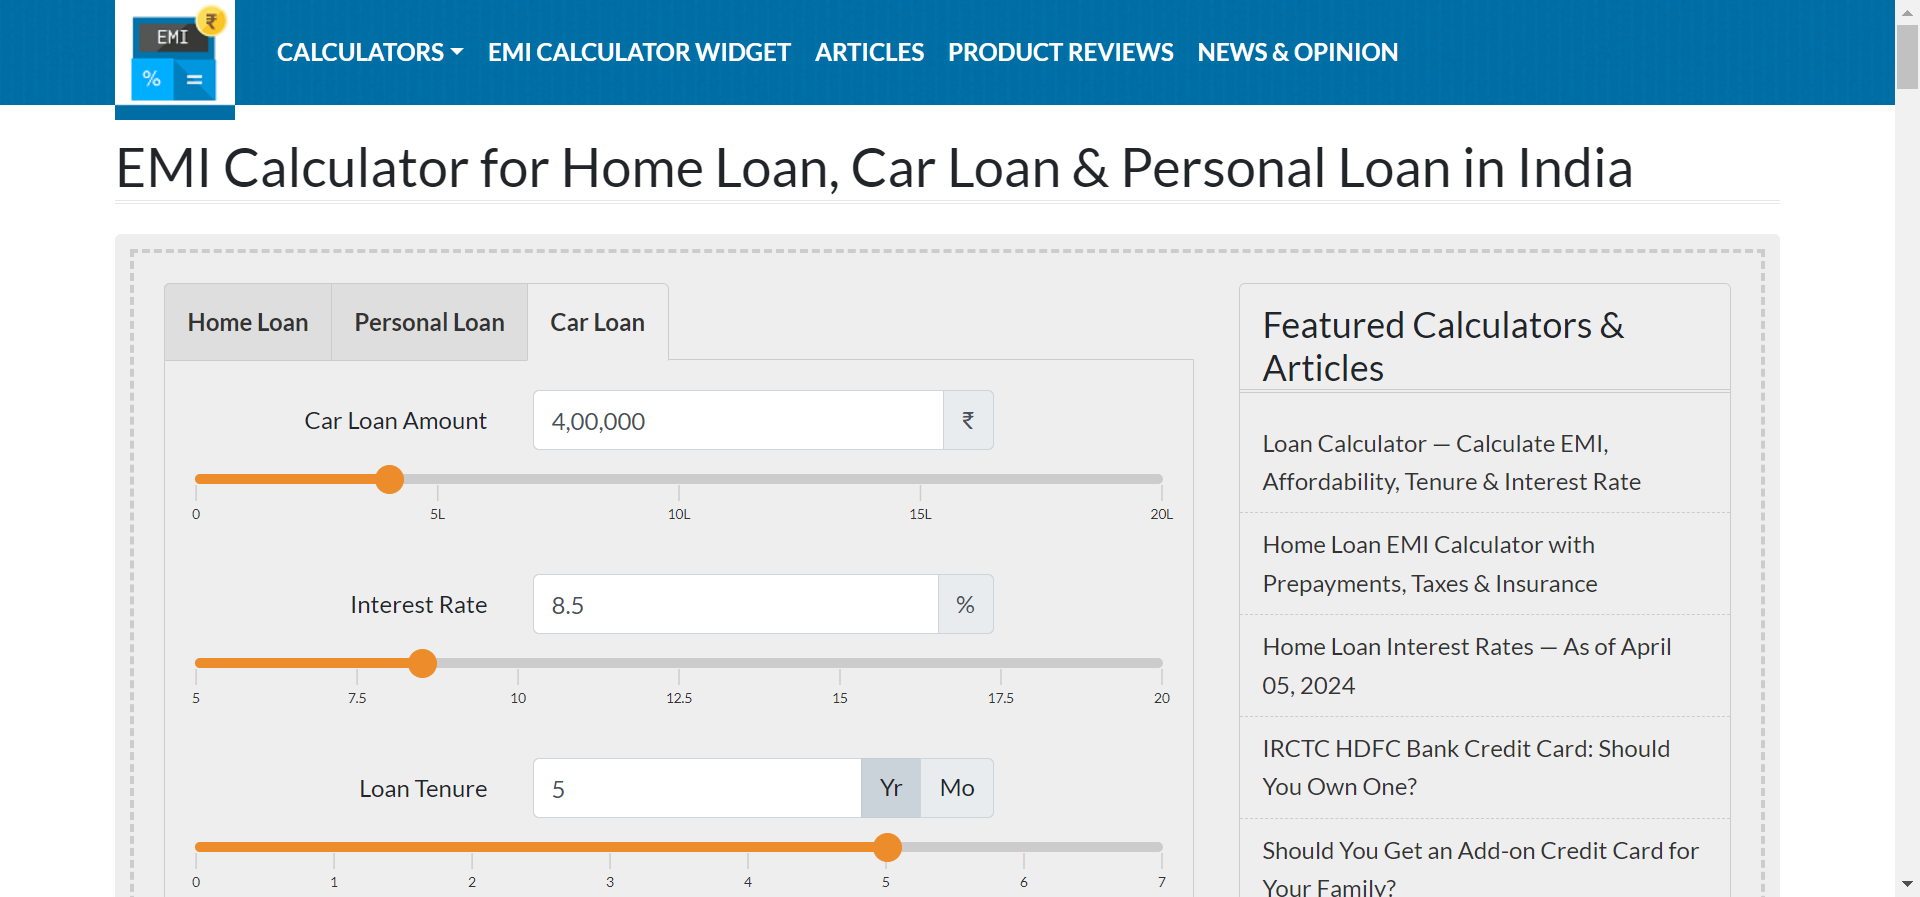 EMI
%
=
₹
CALCULATORS
EMI CALCULATOR WIDGET
ARTICLES
PRODUCT REVIEWS
NEWS & OPINION
EMI Calculator for Home Loan, Car Loan & Personal Loan in India
Home Loan
Personal Loan
Car Loan
Car Loan Amount
4,00,000
₹
0 5L 10L 15L 20L
Interest Rate
8.5
%
5 7.5 10 12.5 15 17.5 20
Loan Tenure
5
Yr
Mo
0 1 2 3 4 5 6 7
Featured Calculators &
Articles
Loan Calculator — Calculate EMI,
Affordability, Tenure & Interest Rate
Home Loan EMI Calculator with
Prepayments, Taxes & Insurance
Home Loan Interest Rates — As of April
05, 2024
IRCTC HDFC Bank Credit Card: Should
You Own One?
Should You Get an Add-on Credit Card for
Your Family?